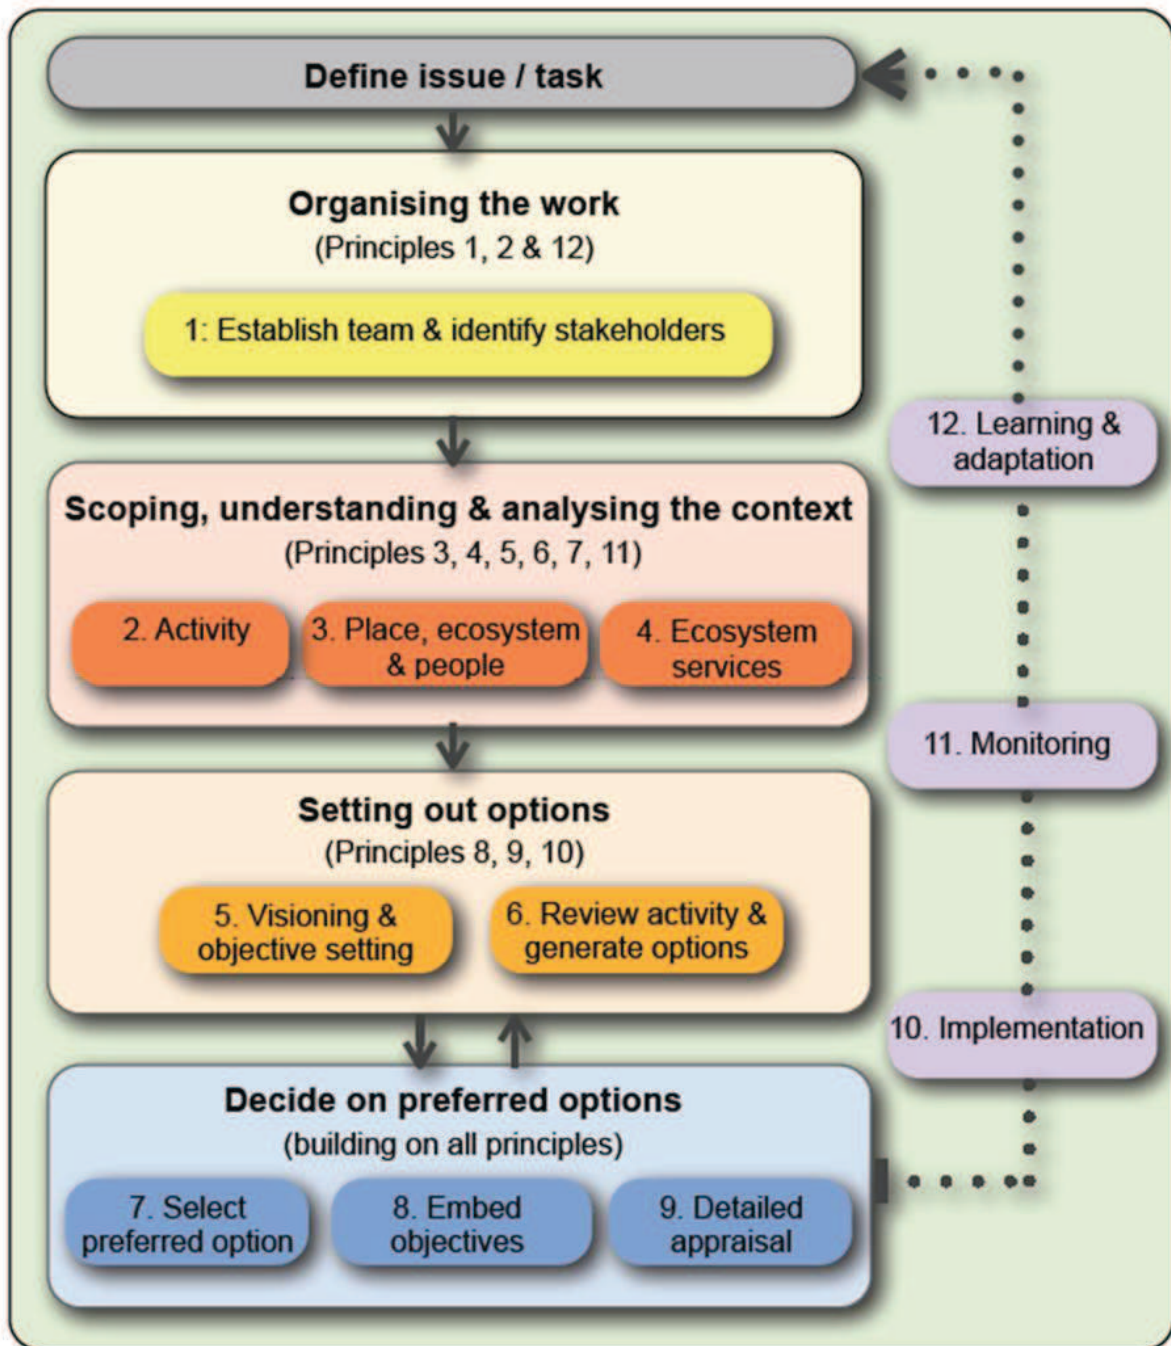 Define issue / task
Organising the work
(Principles 1, 2 & 12)
1: Establish team & identify stakeholders
Scoping, understanding & analysing the context
(Principles 3, 4, 5, 6, 7, 11)
2. Activity
3. Place, ecosystem
& people
4. Ecosystem
services
Setting out options
(Principles 8, 9, 10)
5. Visioning &
objective setting
6. Review activity &
generate options
Decide on preferred options
(building on all principles)
7. Select
preferred option
8. Embed
objectives
9. Detailed
appraisal
10. Implementation
11. Monitoring
12. Learning &
adaptation